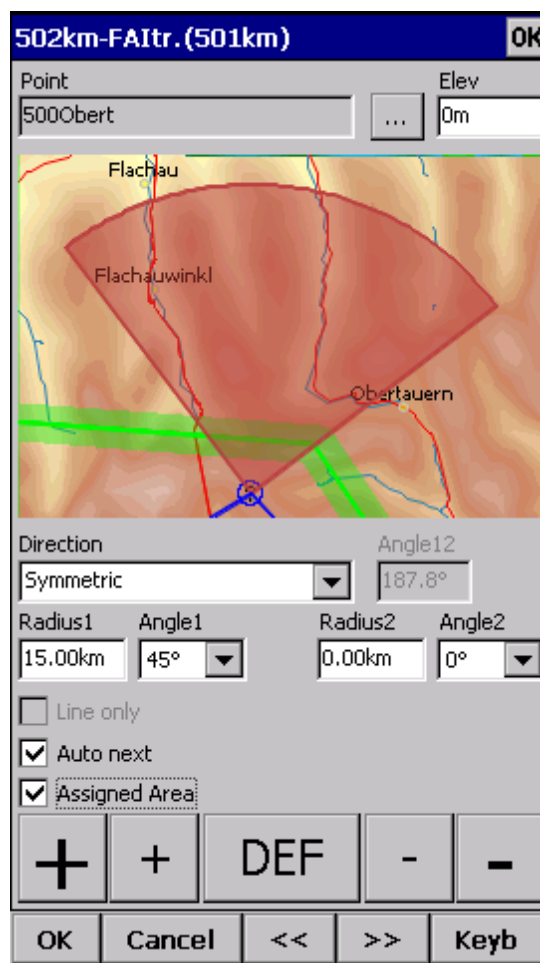 502km-FAItr.(501km) OK
Point Elev
500Obert ... 0m
Flachau
Flachauwinkl
Obertauern
Direction Angle12
Symmetric 187.8°
Radius1 Angle1 Radius2 Angle2
15.00km 45° 0.00km 0°
Line only
Auto next
Assigned Area
+ + DEF - -
OK Cancel << >> Keyb